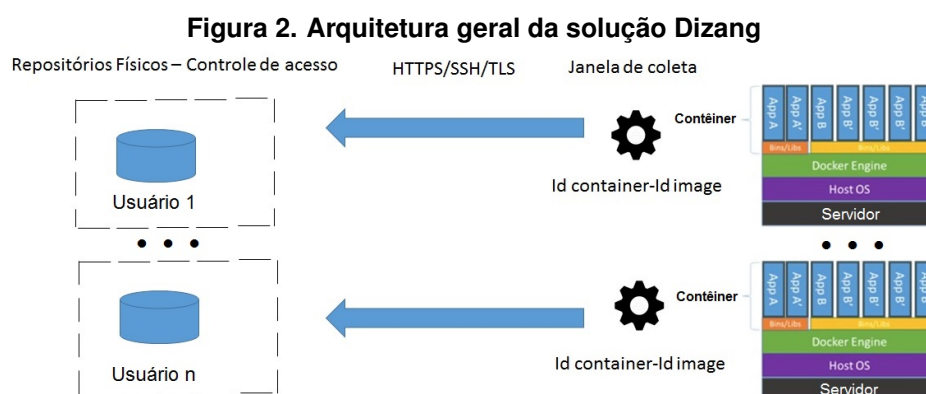 Figura 2. Arquitetura geral da solução Dizang
Repositórios Físicos – Controle de acesso
HTTPS/SSH/TLS
Janela de coleta
Contêiner
App A
App A'
App B
App B'
App B'
App B'
App B
Bins/Libs
Bins/Libs
Docker Engine
Host OS
Servidor
Id container-Id image
Usuário 1
Contêiner
App A
App A'
App B
App B'
App B'
App B'
App B
Bins/Libs
Bins/Libs
Docker Engine
Host OS
Servidor
Id container-Id image
Usuário n